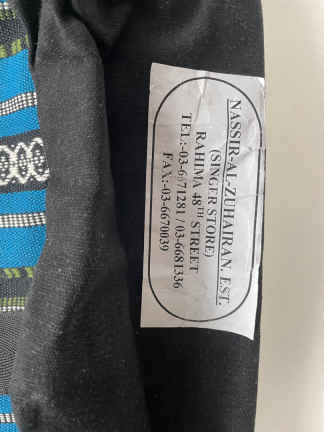 NASSIR-AL-ZUHAIRAN. EST.
(SINGER STORE)
RAHIMA 48TH STREET
TEL:-03-6671281 / 03-6681336
FAX:-03-6670039